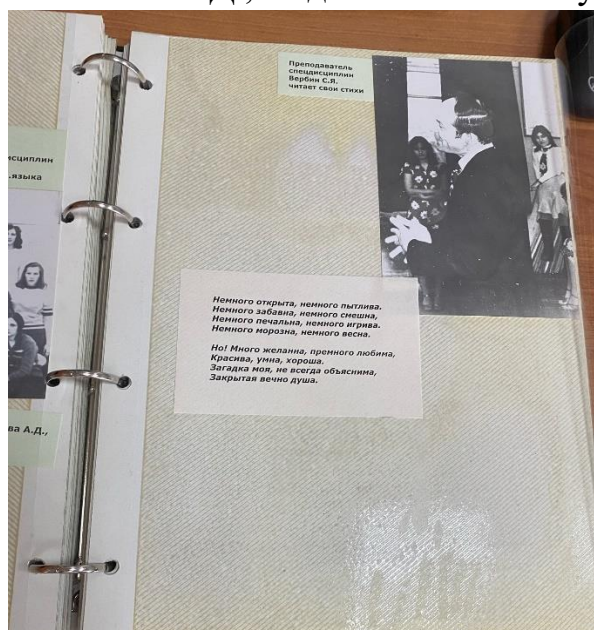 Преподаватель
спецдисциплин
Вербин С.Я.
читает свои стихи
исциплин
.языка
Немного открыта, немного пытлива.
Немного забавна, немного смешна,
Немного печальна, немного игрива.
Немного морозна, немного весна.
Но! Много желанна, премного любима,
Красива, умна, хороша.
Загадка моя, не всегда объяснима,
Закрытая вечно душа.
ва А.Д.,